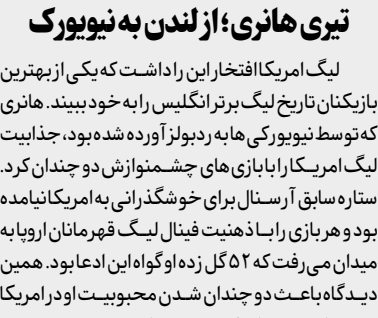 تیری هانری؛ از لندن به نیویورک
لیگ امریکا افتخار این را داشت که یکی از بهترین
بازیکنان تاریخ لیگ برتر انگلیس را به خود ببیند. هانری
که توسط نیویورکی ها به ردبولز آورده شده بود، جذابیت
لیگ امریکا را با بازی های چشمنوازش دو چندان کرد.
ستاره سابق آرسنال برای خوشگذرانی به امریکا نیامده
بود و هر بازی را با ذهنیت فینال لیگ قهرمانان اروپا به
میدان می رفت که ۵۲ گل زده او گواه این ادعا بود. همین
دیدگاه باعث دو چندان شدن محبوبیت او در امریکا